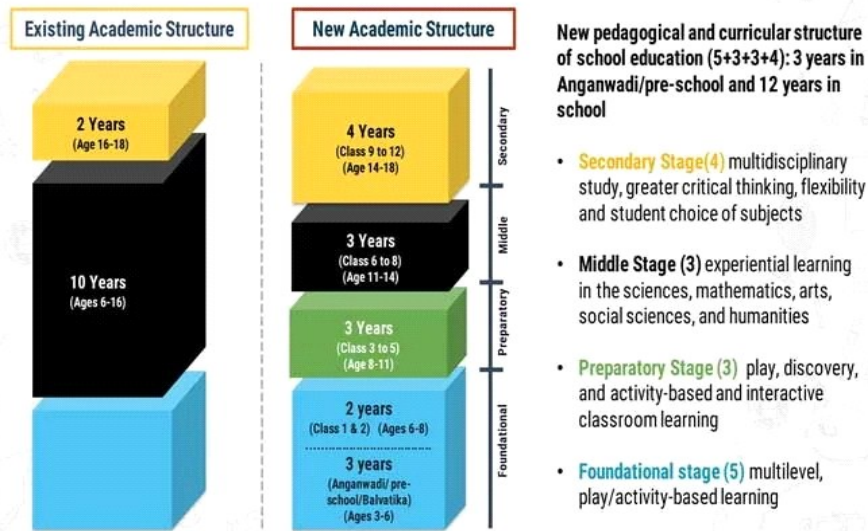 Existing Academic Structure
2 Years
(Age 16-18)
10 Years
(Ages 6-16)
New Academic Structure
4 Years
(Class 9 to 12)
(Age 14-18)
Secondary
3 Years
(Class 6 to 8)
(Age 11-14)
Middle
3 Years
(Class 3 to 5)
(Age 8-11)
Preparatory
2 years
(Class 1 & 2) (Ages 6-8)
3 years
(Anganwadi/ pre-
school/Balvatika)
(Ages 3-6)
Foundational
New pedagogical and curricular structure
of school education (5+3+3+4): 3 years in
Anganwadi/pre-school and 12 years in
school
• Secondary Stage(4) multidisciplinary
study, greater critical thinking, flexibility
and student choice of subjects
• Middle Stage (3) experiential learning
in the sciences, mathematics, arts,
social sciences, and humanities
• Preparatory Stage (3) play, discovery,
and activity-based and interactive
classroom learning
• Foundational stage (5) multilevel,
play/activity-based learning